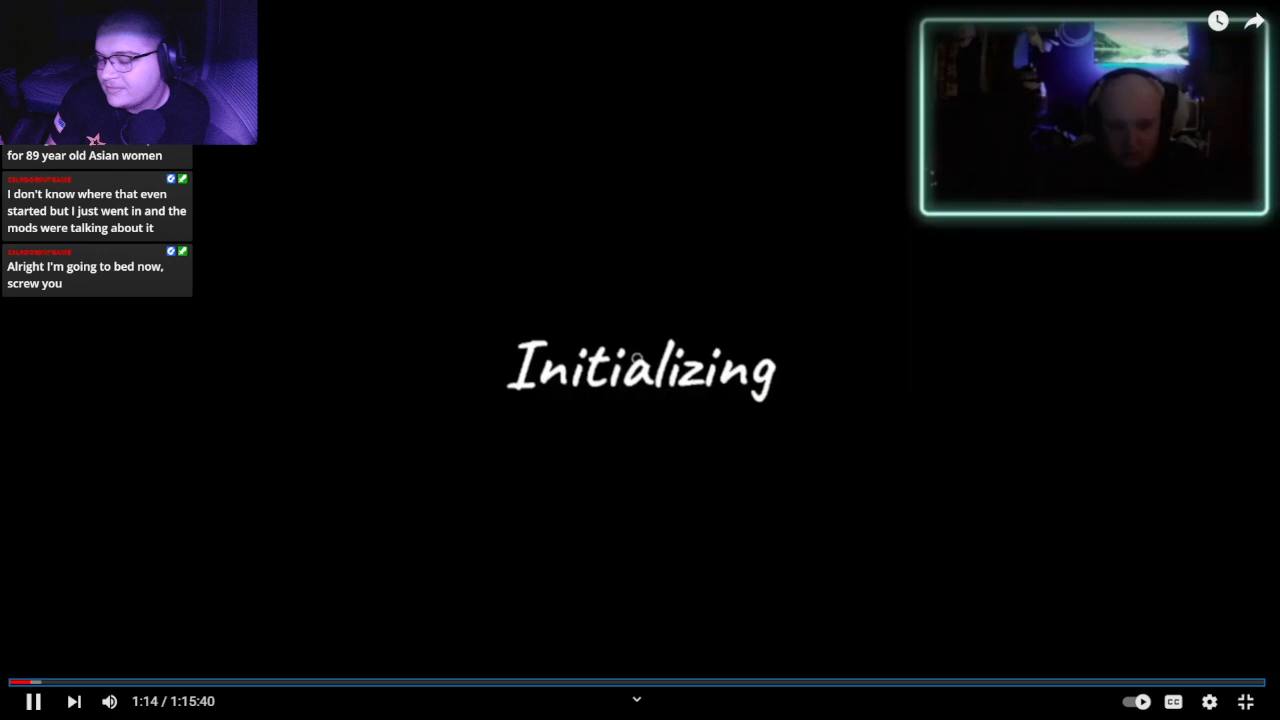 for 89 year old Asian women
I don't know where that even
started but I just went in and the
mods were talking about it
Alright I'm going to bed now,
screw you
Initializing
1:14 / 1:15:40
CC